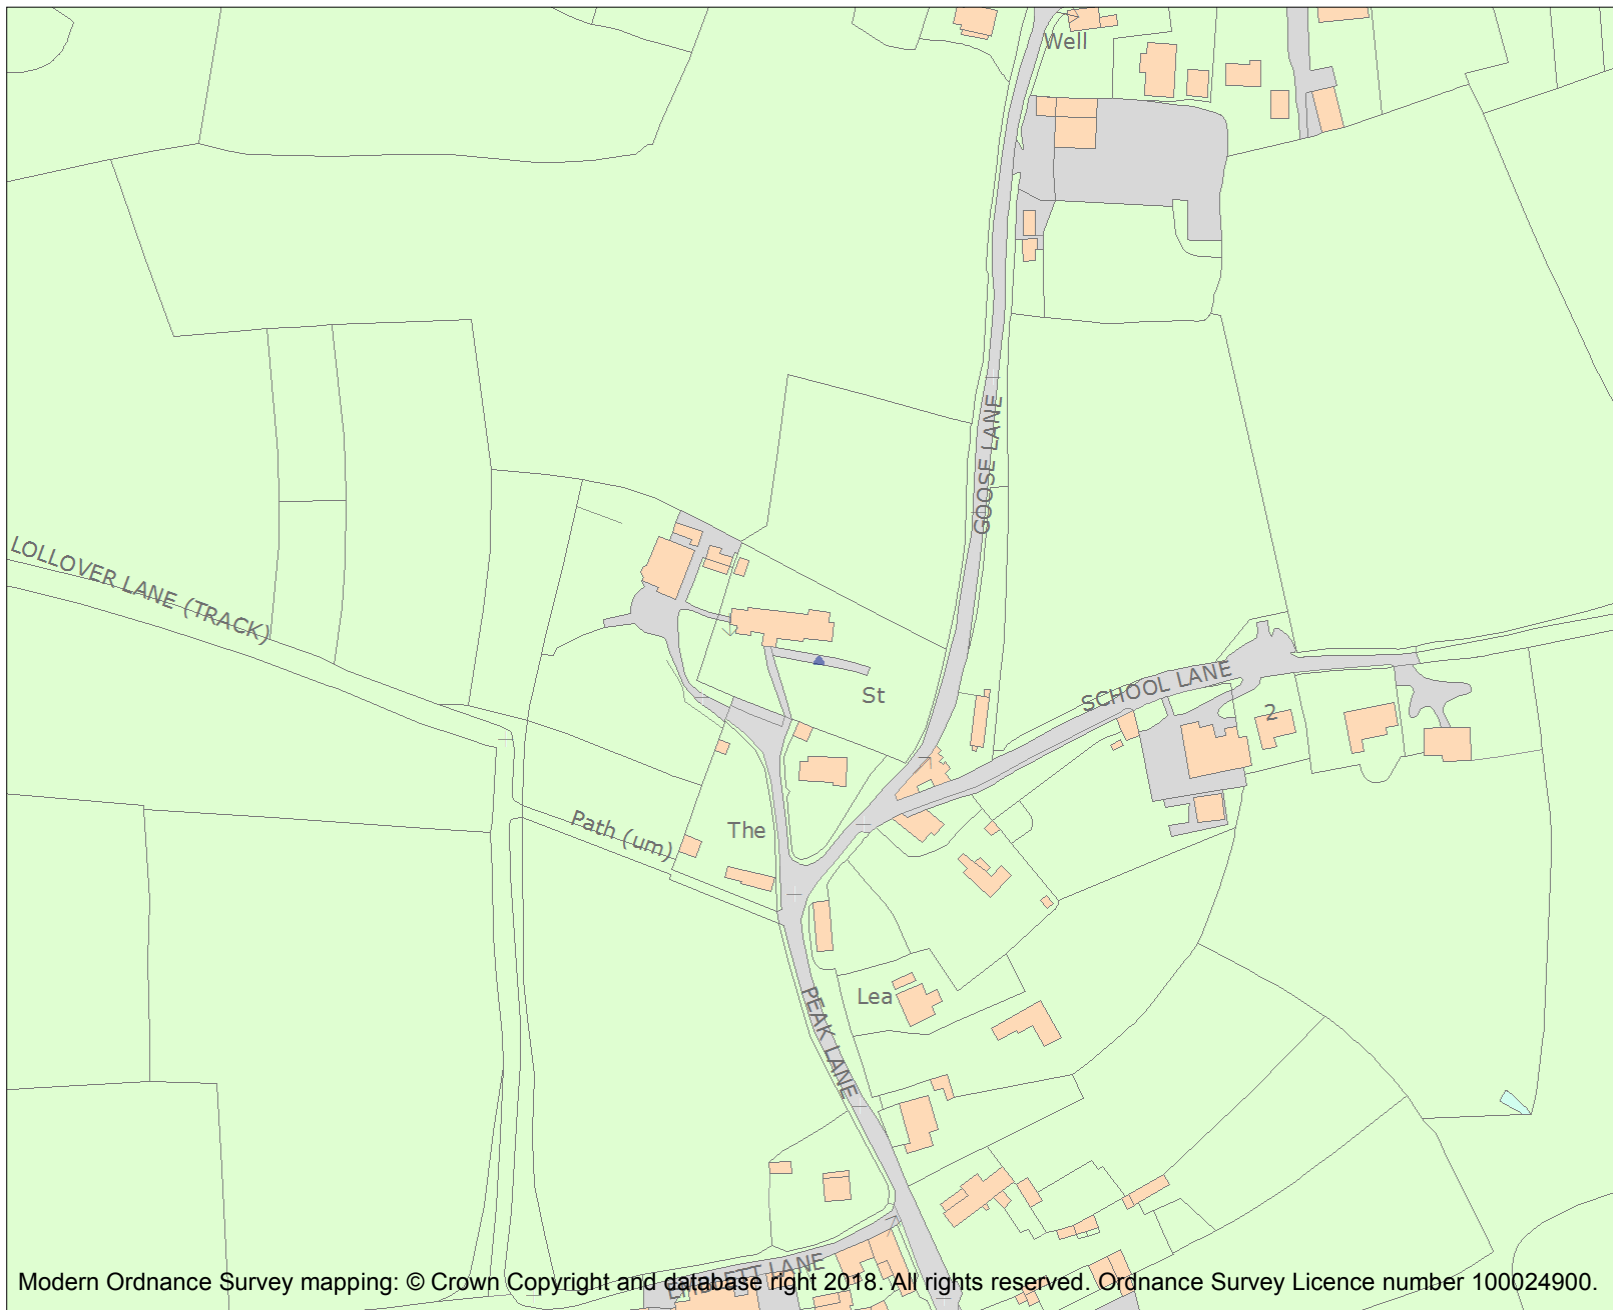 Well
GOOSE LANE
LOLLOVER LANE (TRACK)
SCHOOL LANE
St
2
Path (um)
The
Lea
PEAK LANE
LANE
Modern Ordnance Survey mapping: © Crown Copyright and database right 2018. All rights reserved. Ordnance Survey Licence number 100024900.